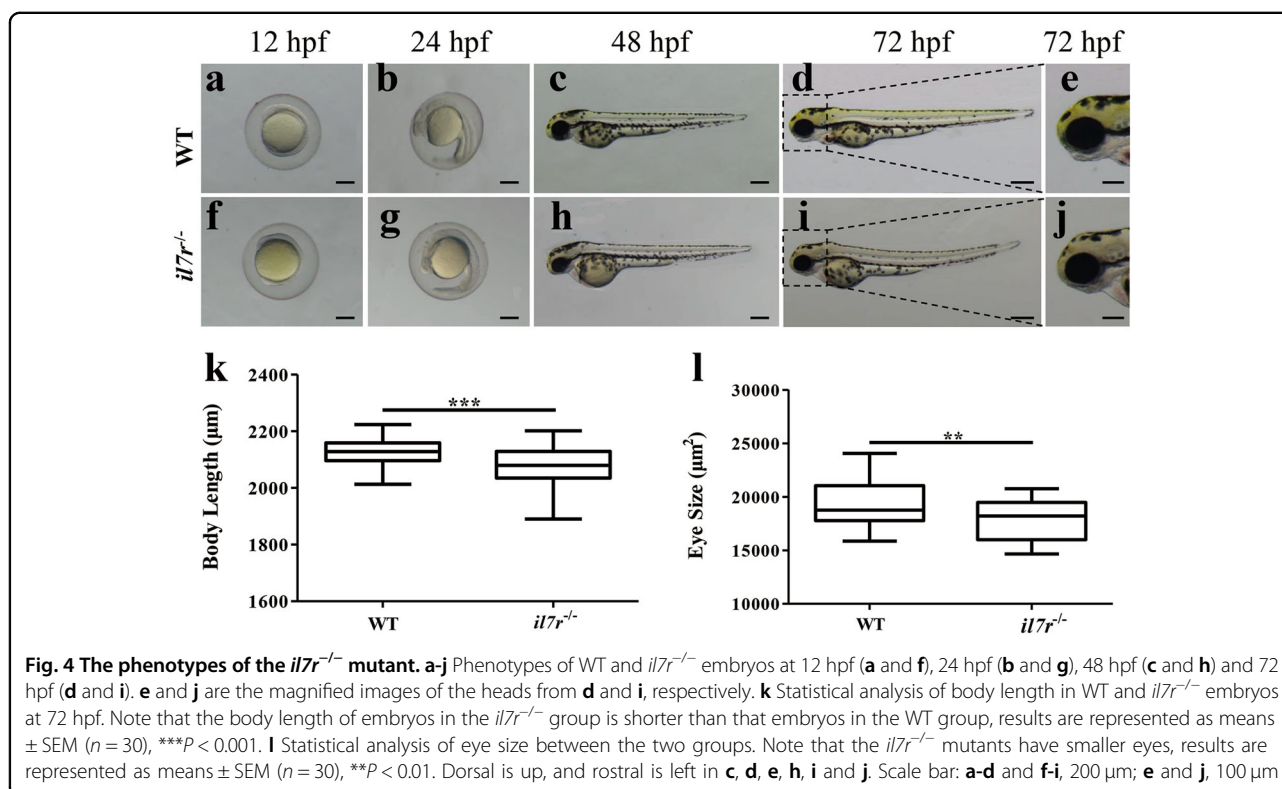 12 hpf 24 hpf 48 hpf 72 hpf 72 hpf
a b c d e
WT
f g h i j
il7r-/-
k
2400
2200
2000
1800
1600
Body Length (μm)
***
WT il7r-/-
l
30000
25000
20000
15000
10000
Eye Size (μm²)
**
WT il7r-/-
Fig. 4 The phenotypes of the il7r−/− mutant. a-j Phenotypes of WT and il7r−/− embryos at 12 hpf (a and f), 24 hpf (b and g), 48 hpf (c and h) and 72
hpf (d and i). e and j are the magnified images of the heads from d and i, respectively. k Statistical analysis of body length in WT and il7r−/− embryos
at 72 hpf. Note that the body length of embryos in the il7r−/− group is shorter than that embryos in the WT group, results are represented as means
± SEM (n = 30), ***P < 0.001. l Statistical analysis of eye size between the two groups. Note that the il7r−/− mutants have smaller eyes, results are
represented as means ± SEM (n = 30), **P < 0.01. Dorsal is up, and rostral is left in c, d, e, h, i and j. Scale bar: a-d and f-i, 200 μm; e and j, 100 μm